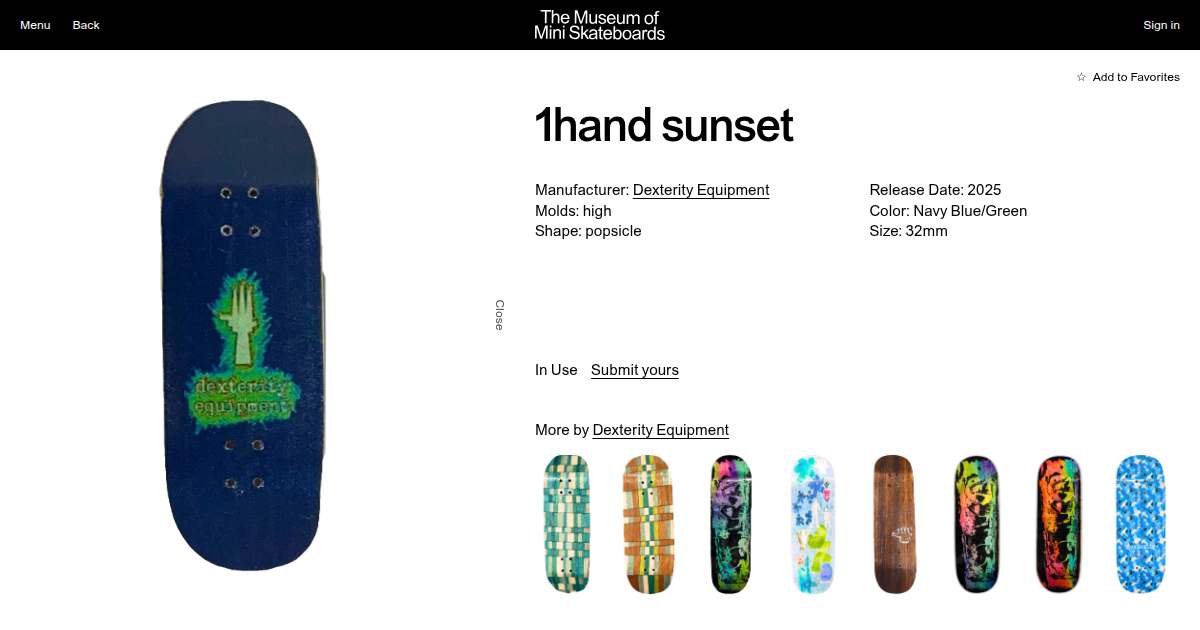 Menu
Back
The Museum of
Mini Skateboards
Sign in
☆ Add to Favorites
1hand sunset
Manufacturer: Dexterity Equipment
Molds: high
Shape: popsicle
Release Date: 2025
Color: Navy Blue/Green
Size: 32mm
dexterity
equipment
Close
In Use
Submit yours
More by Dexterity Equipment